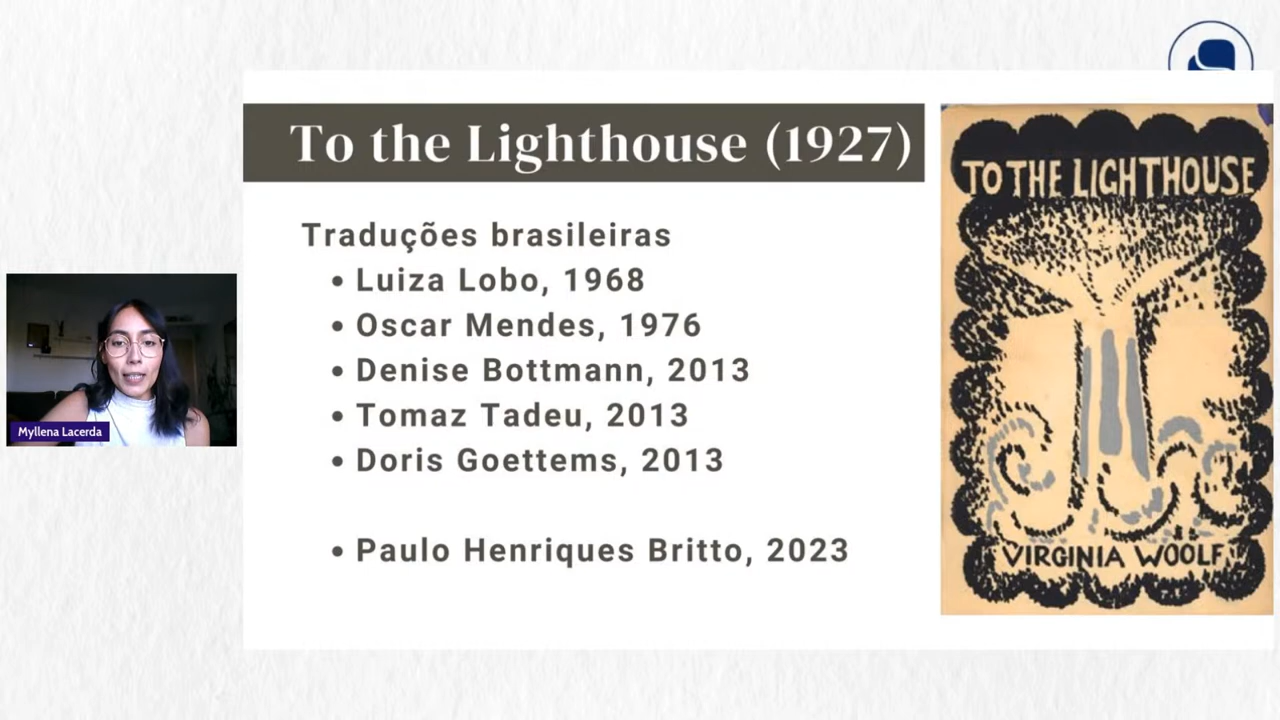 To the Lighthouse (1927)
Traduções brasileiras
• Luiza Lobo, 1968
• Oscar Mendes, 1976
• Denise Bottmann, 2013
• Tomaz Tadeu, 2013
• Doris Goettems, 2013
• Paulo Henriques Britto, 2023
TO THE LIGHTHOUSE
VIRGINIA WOOLF
Myllena Lacerda